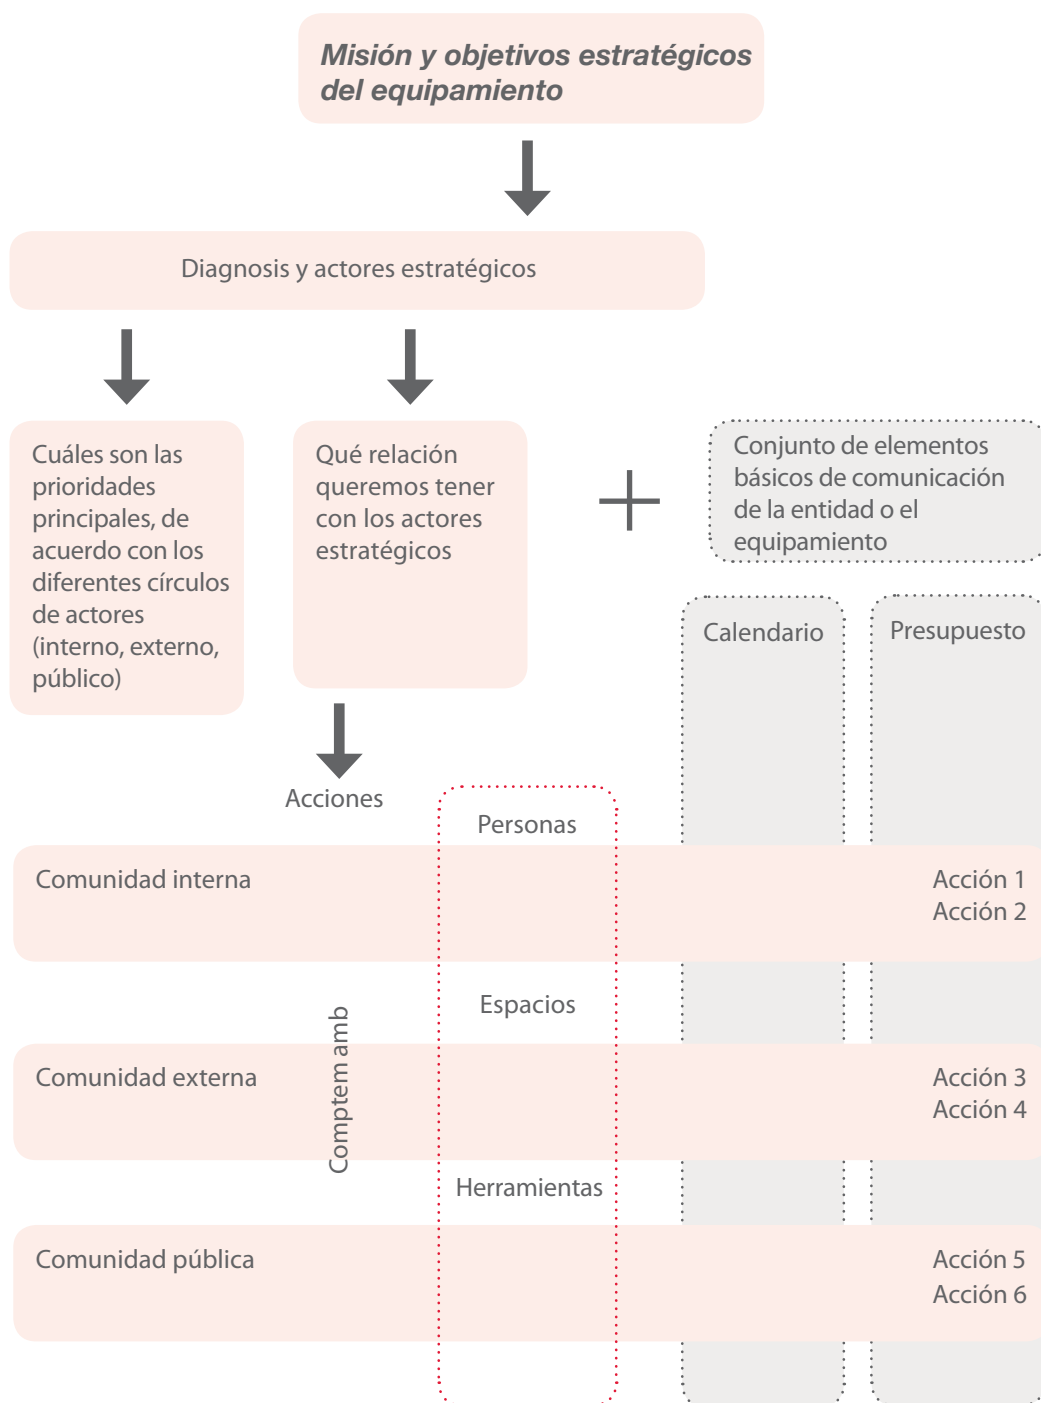 Misión y objetivos estratégicos
del equipamiento
Diagnosis y actores estratégicos
Cuáles son las
prioridades
principales, de
acuerdo con los
diferentes círculos
de actores
(interno, externo,
público)
Qué relación
queremos tener
con los actores
estratégicos
Conjunto de elementos
básicos de comunicación
de la entidad o el
equipamiento
Calendario
Presupuesto
Acciones
Personas
Comunidad interna
Acción 1
Acción 2
Espacios
Comptem amb
Comunidad externa
Acción 3
Acción 4
Herramientas
Comunidad pública
Acción 5
Acción 6